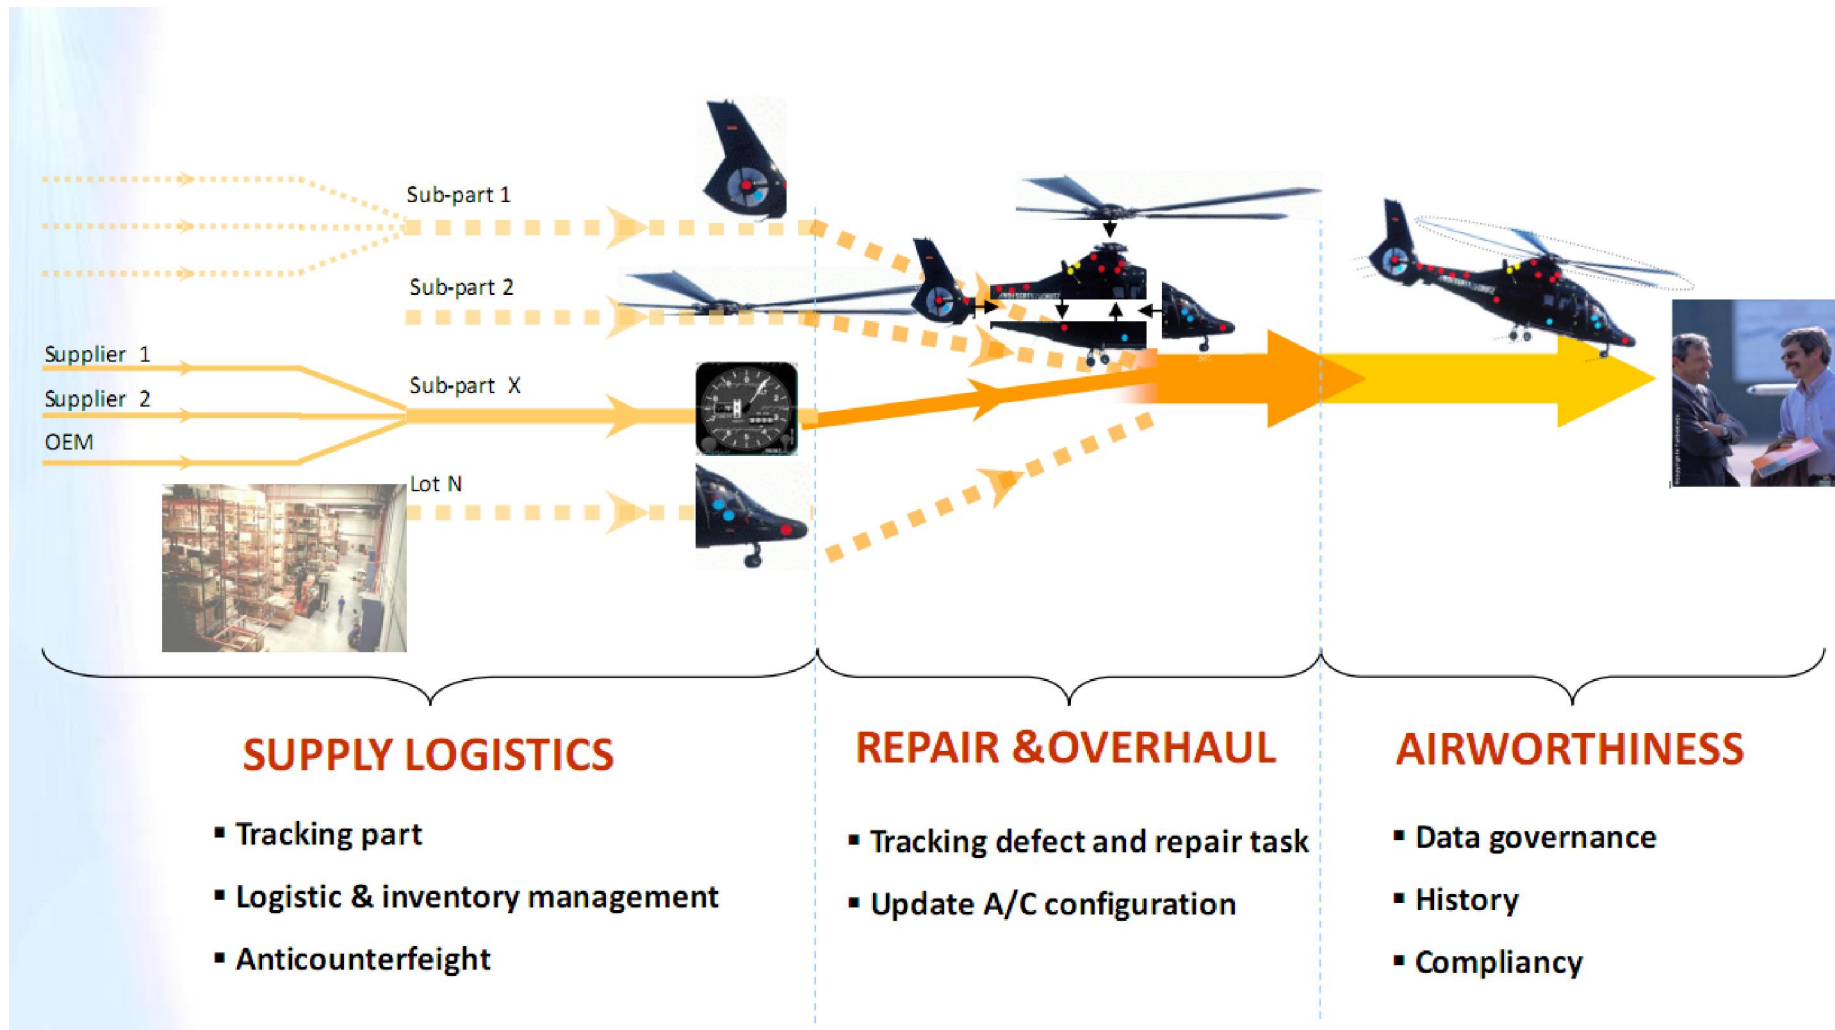 Sub-part 1
Sub-part 2
Supplier 1
Sub-part X
Supplier 2
OEM
Lot N
SUPPLY LOGISTICS
▪ Tracking part
▪ Logistic & inventory management
▪ Anticounterfeight
REPAIR &OVERHAUL
▪ Tracking defect and repair task
▪ Update A/C configuration
AIRWORTHINESS
▪ Data governance
▪ History
▪ Compliancy